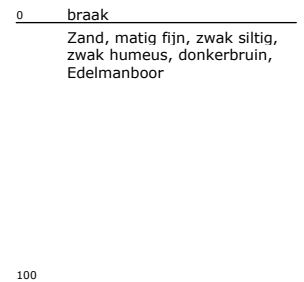 0 braak
Zand, matig fijn, zwak siltig,
zwak humeus, donkerbruin,
Edelmanboor
100